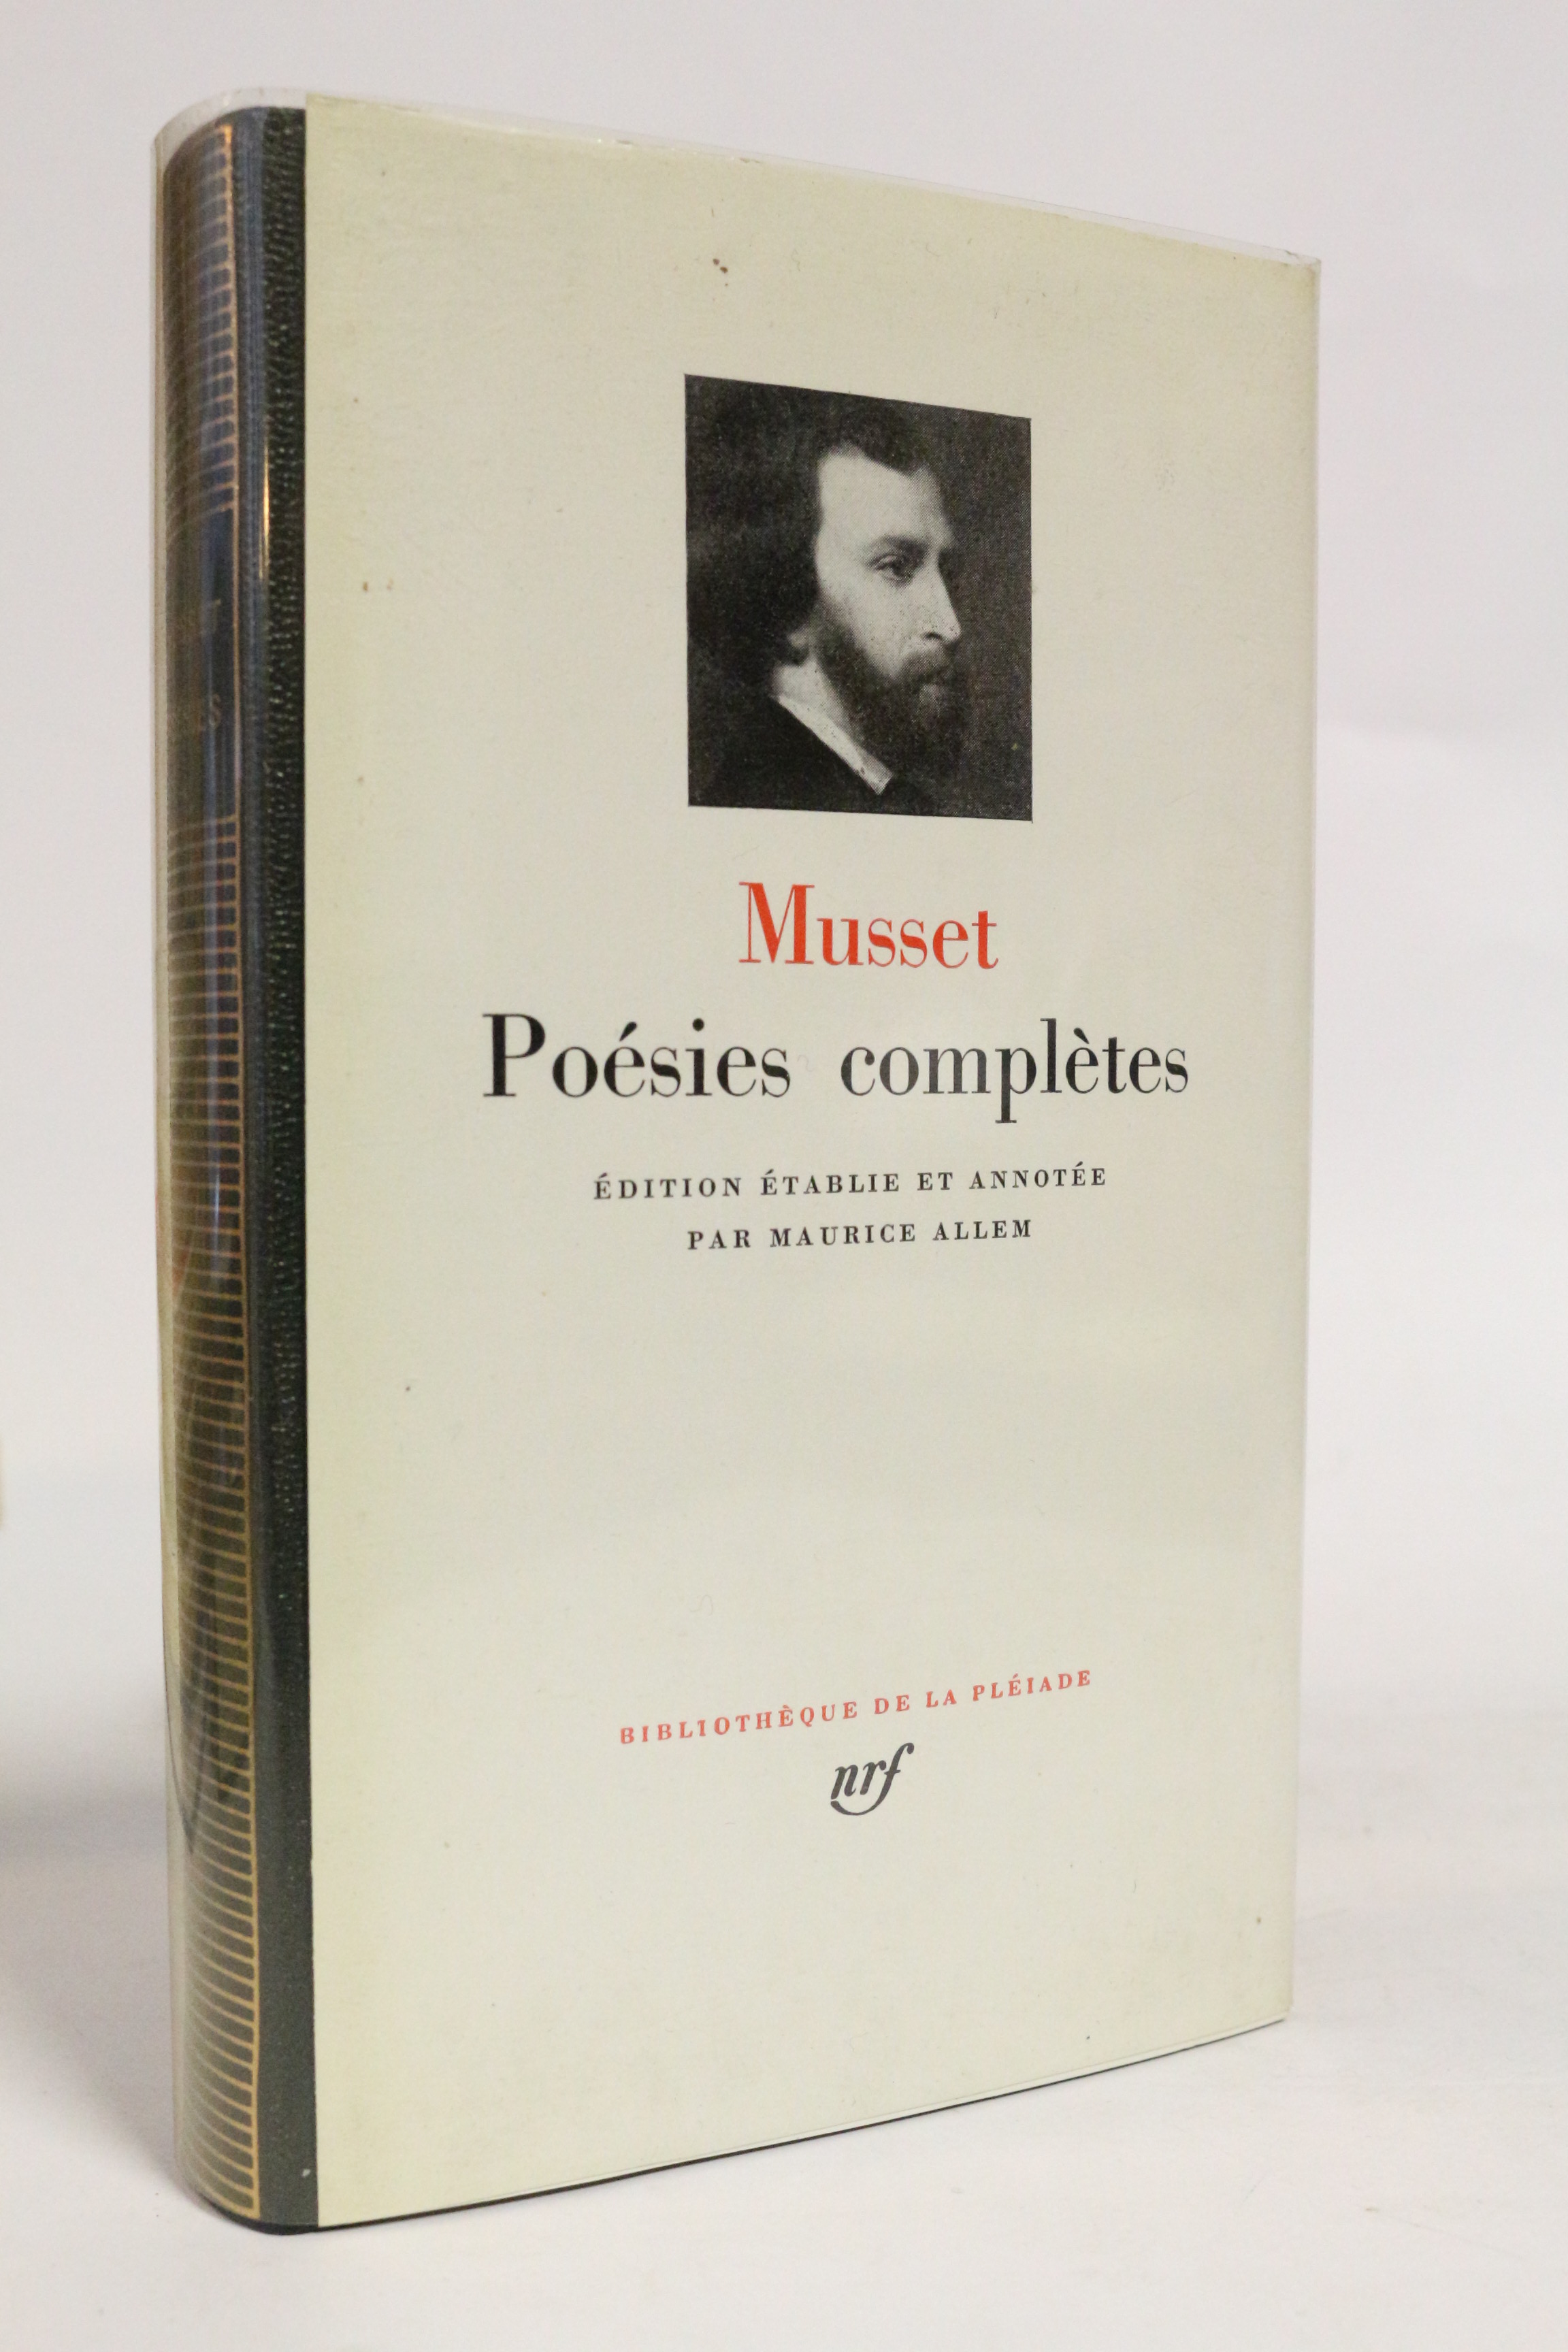 Musset
Poésies complètes
ÉDITION ÉTABLIE ET ANNOTÉE
PAR MAURICE ALLEM
BIBLIOTHÈQUE DE LA PLÉIADE
nrf